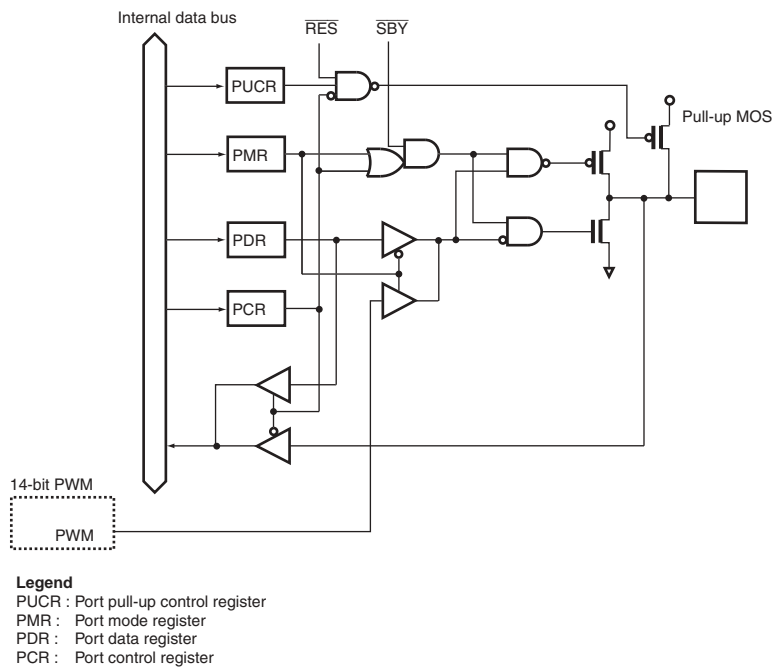 Internal data bus
RES
SBY
PUCR
Pull-up MOS
PMR
PDR
PCR
14-bit PWM
PWM
Legend
PUCR : Port pull-up control register
PMR : Port mode register
PDR : Port data register
PCR : Port control register